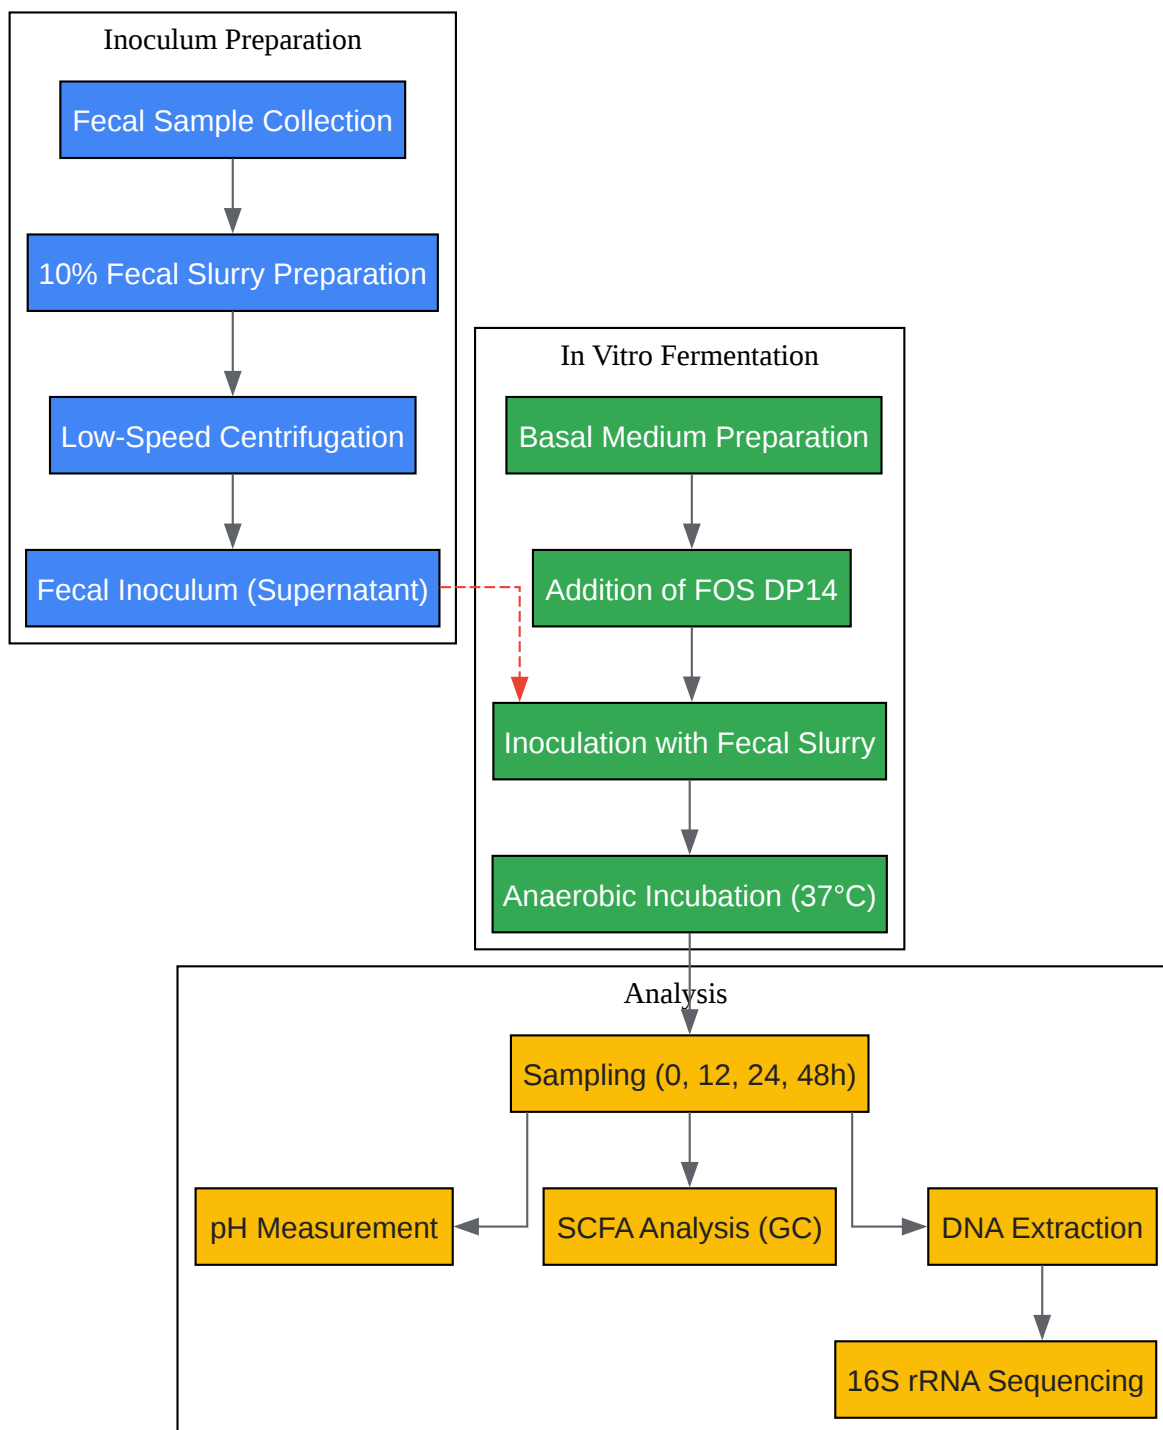 Inoculum Preparation
Fecal Sample Collection
10% Fecal Slurry Preparation
Low-Speed Centrifugation
Fecal Inoculum (Supernatant)
In Vitro Fermentation
Basal Medium Preparation
Addition of FOS DP14
Inoculation with Fecal Slurry
Anaerobic Incubation (37°C)
Analysis
Sampling (0, 12, 24, 48h)
pH Measurement
SCFA Analysis (GC)
DNA Extraction
16S rRNA Sequencing